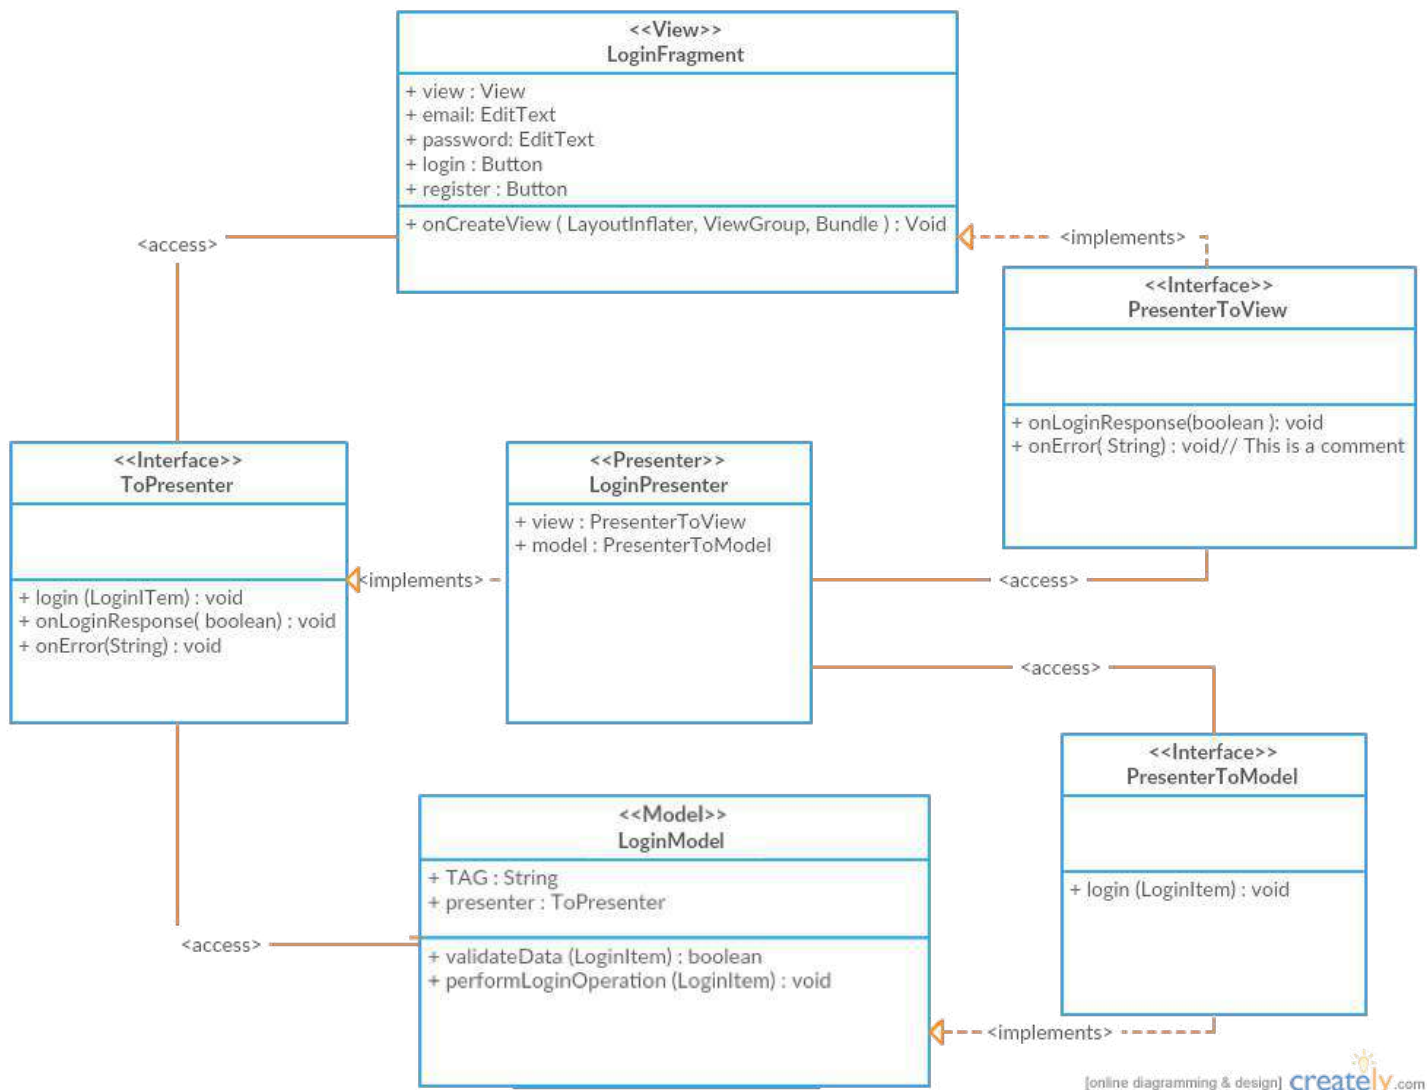 <<View>>
LoginFragment
+ view : View
+ email: EditText
+ password: EditText
+ login : Button
+ register : Button
+ onCreateView ( LayoutInflater, ViewGroup, Bundle ) : Void
<access>
<implements>
<<Interface>>
PresenterToView
+ onLoginResponse(boolean ): void
+ onError( String) : void// This is a comment
<<Interface>>
ToPresenter
+ login (LoginITem) : void
+ onLoginResponse( boolean) : void
+ onError(String) : void
<implements>
<<Presenter>>
LoginPresenter
+ view : PresenterToView
+ model : PresenterToModel
<access>
<access>
<<Interface>>
PresenterToModel
+ login (LoginItem) : void
<<Model>>
LoginModel
+ TAG : String
+ presenter : ToPresenter
+ validateData (LoginItem) : boolean
+ performLoginOperation (LoginItem) : void
<access>
<implements>
[online diagramming & design] creately.com